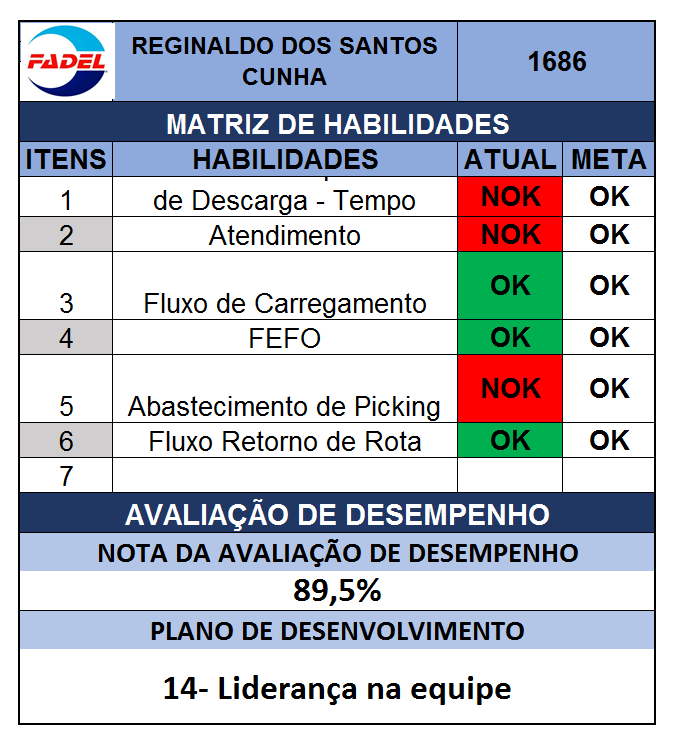 FADEL
REGINALDO DOS SANTOS
CUNHA
1686
MATRIZ DE HABILIDADES
ITENS HABILIDADES ATUAL META
1 de Descarga - Tempo NOK OK
2 Atendimento NOK OK
3 Fluxo de Carregamento OK OK
4 FEFO OK OK
5 Abastecimento de Picking NOK OK
6 Fluxo Retorno de Rota OK OK
7
AVALIAÇÃO DE DESEMPENHO
NOTA DA AVALIAÇÃO DE DESEMPENHO
89,5%
PLANO DE DESENVOLVIMENTO
14- Liderança na equipe